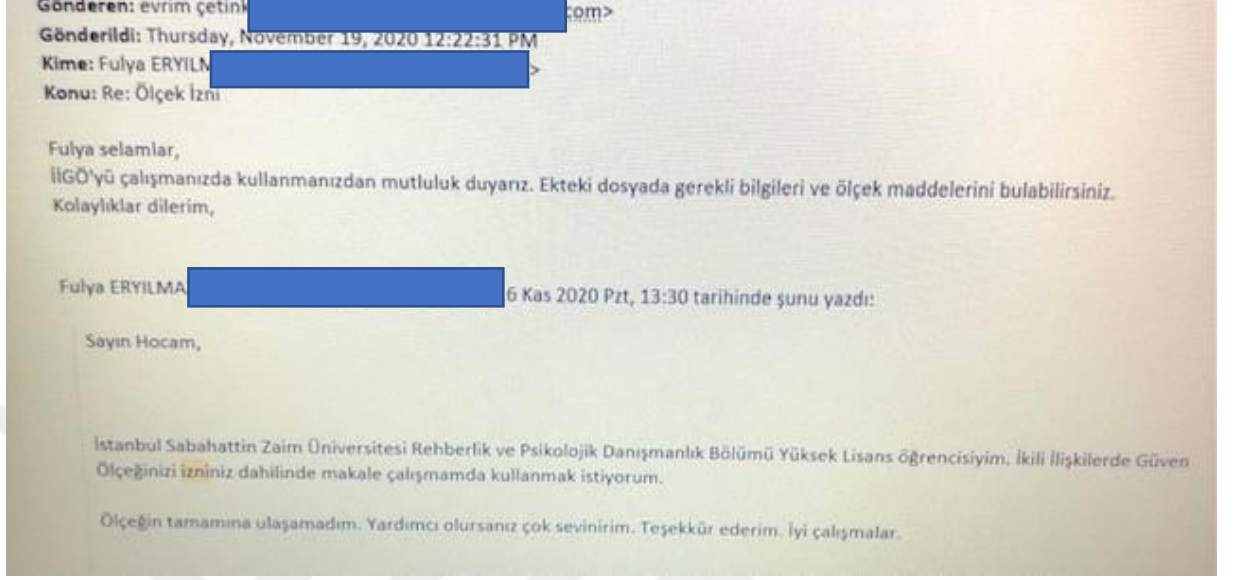 Gönderen: evrim çetink com>
Gönderildi: Thursday, November 19, 2020 12:22:31 PM
Kime: Fulya ERYILM >
Konu: Re: Ölçek İzni
Fulya selamlar,
İİGÖ'yü çalışmanızda kullanmanızdan mutluluk duyarız. Ekteki dosyada gerekli bilgileri ve ölçek maddelerini bulabilirsiniz.
Kolaylıklar dilerim,
Fulya ERYILMA 6 Kas 2020 Pzt, 13:30 tarihinde şunu yazdı:
Sayın Hocam,
İstanbul Sabahattin Zaim Üniversitesi Rehberlik ve Psikolojik Danışmanlık Bölümü Yüksek Lisans öğrencisiyim. İkili İlişkilerde Güven
Ölçeğinizi izniniz dahilinde makale çalışmamda kullanmak istiyorum.
Ölçeğin tamamına ulaşamadım. Yardımcı olursanız çok sevinirim. Teşekkür ederim. İyi çalışmalar.